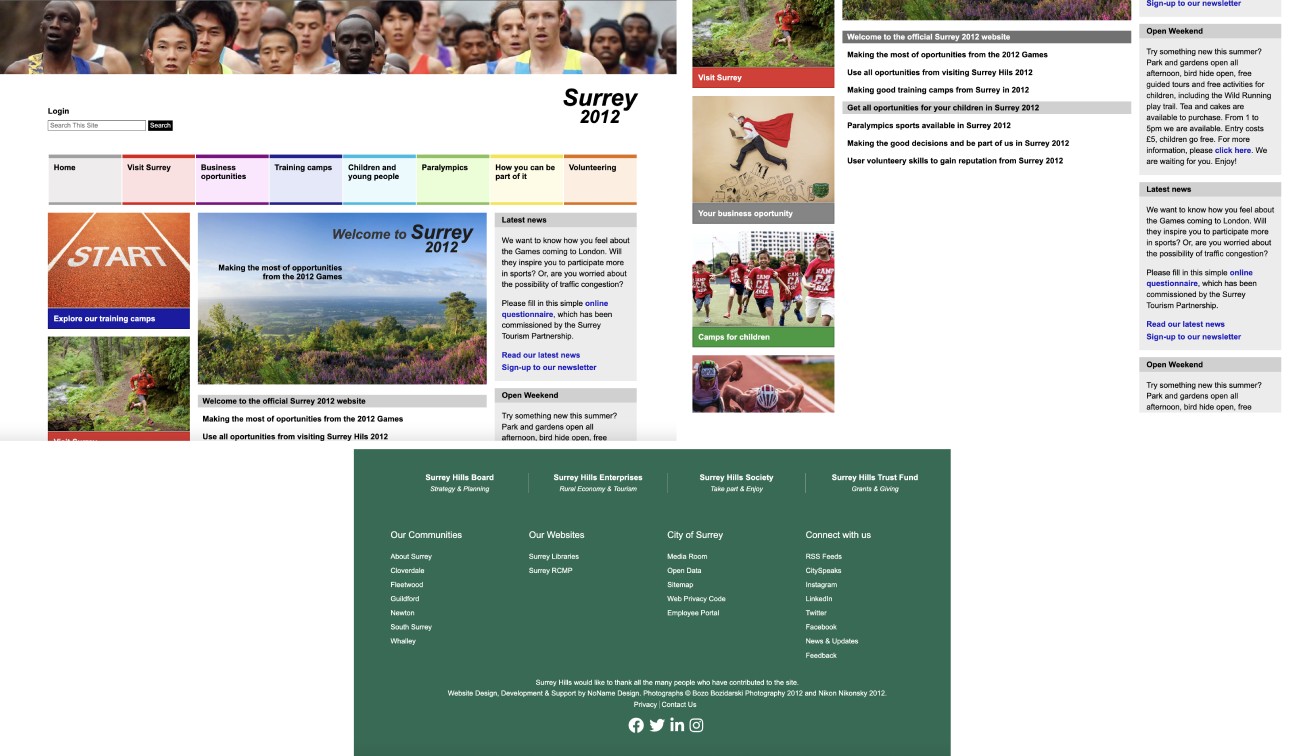 Login
Search This Site
Search
Surrey
2012
Home
Visit Surrey
Business
oportunities
Training camps
Children and
young people
Paralympics
How you can be
part of it
Volunteering
START
Explore our training camps
Visit Surrey
Welcome to Surrey
2012
Making the most of opportunities
from the 2012 Games
Welcome to the official Surrey 2012 website
Making the most of oportunities from the 2012 Games
Use all oportunities from visiting Surrey Hils 2012
Latest news
We want to know how you feel about
the Games coming to London. Will
they inspire you to participate more
in sports? Or, are you worried about
the possibility of traffic congestion?
Please fill in this simple online
questionnaire, which has been
commissioned by the Surrey
Tourism Partnership.
Read our latest news
Sign-up to our newsletter
Open Weekend
Try something new this summer?
Park and gardens open all
afternoon, bird hide open, free
Visit Surrey
Your business oportunity
CAMP
CABLE
Camps for children
Welcome to the official Surrey 2012 website
Making the most of oportunities from the 2012 Games
Use all oportunities from visiting Surrey Hils 2012
Making good training camps from Surrey in 2012
Get all oportunities for your children in Surrey 2012
Paralympics sports available in Surrey 2012
Making the good decisions and be part of us in Surrey 2012
User volunteery skills to gain reputation from Surrey 2012
Sign-up to our newsletter
Open Weekend
Try something new this summer?
Park and gardens open all
afternoon, bird hide open, free
guided tours and free activities for
children, including the Wild Running
play trail. Tea and cakes are
available to purchase. From 1 to
5pm we are available. Entry costs
£5, children go free. For more
information, please click here. We
are waiting for you. Enjoy!
Latest news
We want to know how you feel about
the Games coming to London. Will
they inspire you to participate more
in sports? Or, are you worried about
the possibility of traffic congestion?
Please fill in this simple online
questionnaire, which has been
commissioned by the Surrey
Tourism Partnership.
Read our latest news
Sign-up to our newsletter
Open Weekend
Try something new this summer?
Park and gardens open all
afternoon, bird hide open, free
Surrey Hills Board
Strategy & Planning
Surrey Hills Enterprises
Rural Economy & Tourism
Surrey Hills Society
Take part & Enjoy
Surrey Hills Trust Fund
Grants & Giving
Our Communities
About Surrey
Cloverdale
Fleetwood
Guildford
Newton
South Surrey
Whalley
Our Websites
Surrey Libraries
Surrey RCMP
City of Surrey
Media Room
Open Data
Sitemap
Web Privacy Code
Employee Portal
Connect with us
RSS Feeds
CitySpeaks
Instagram
LinkedIn
Twitter
Facebook
News & Updates
Feedback
Surrey Hills would like to thank all the many people who have contributed to the site.
Website Design, Development & Support by NoName Design. Photographs © Bozo Bozidarski Photography 2012 and Nikon Nikonsky 2012.
Privacy | Contact Us